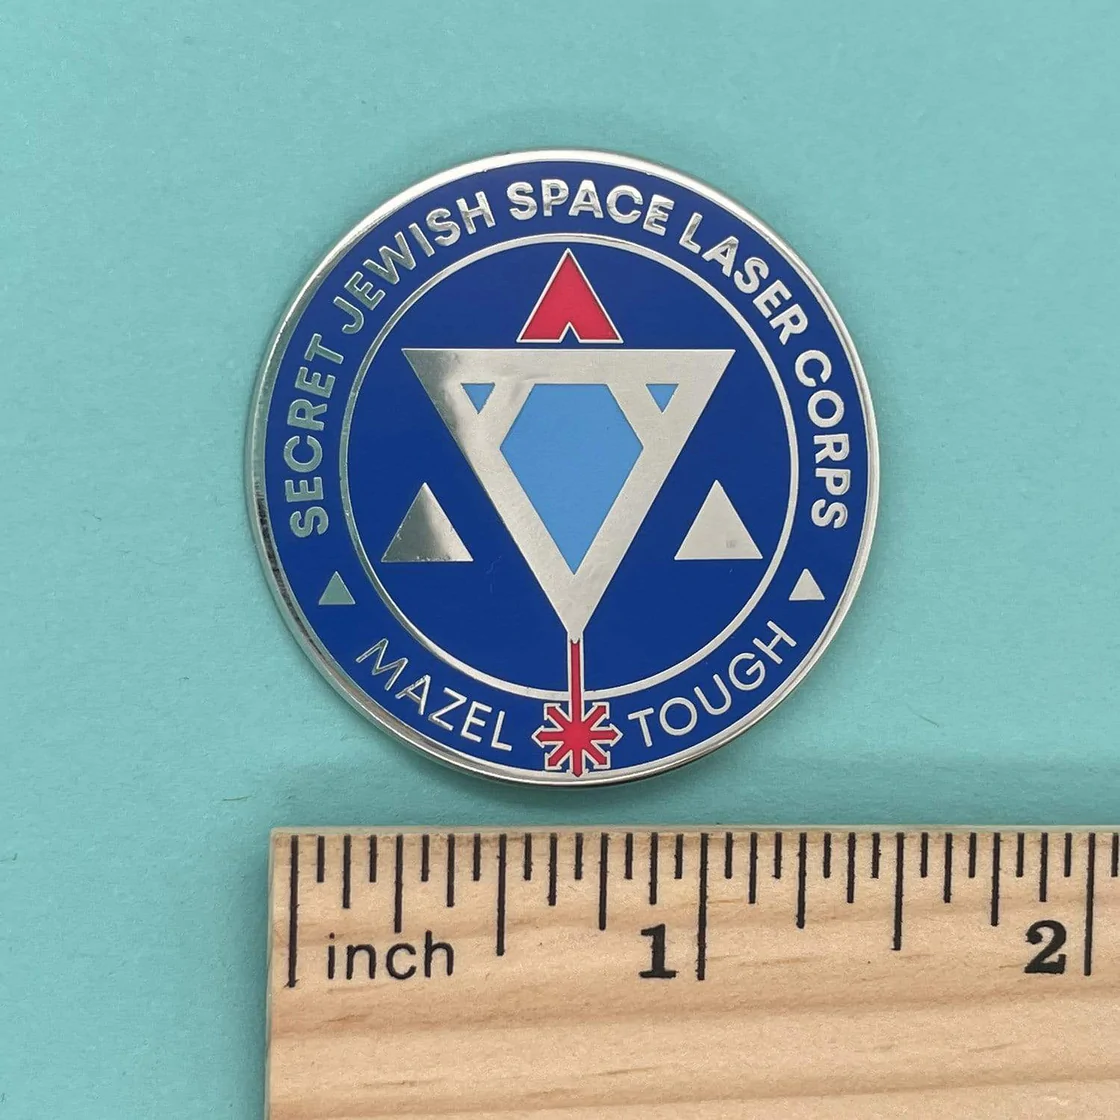 SECRET JEWISH SPACE LASER CORPS
MAZEL TOUGH
inch 1 2